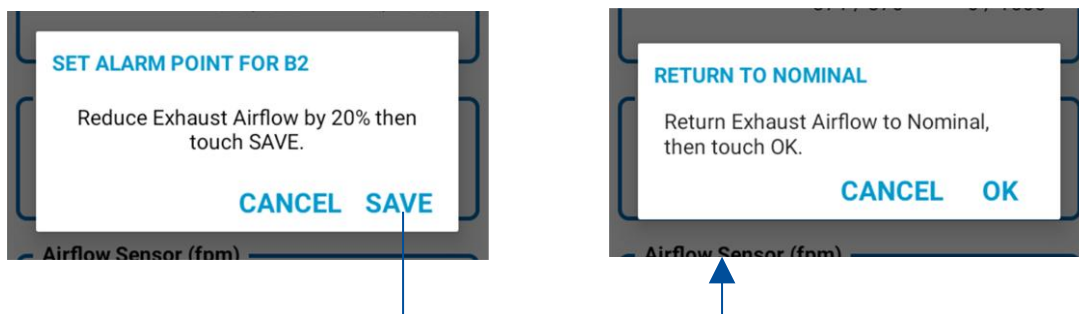 SET ALARM POINT FOR B2
Reduce Exhaust Airflow by 20% then
touch SAVE.
CANCEL SAVE
Airflow Sensor (fpm)
RETURN TO NOMINAL
Return Exhaust Airflow to Nominal,
then touch OK.
CANCEL OK
Airflow Sensor (fpm)